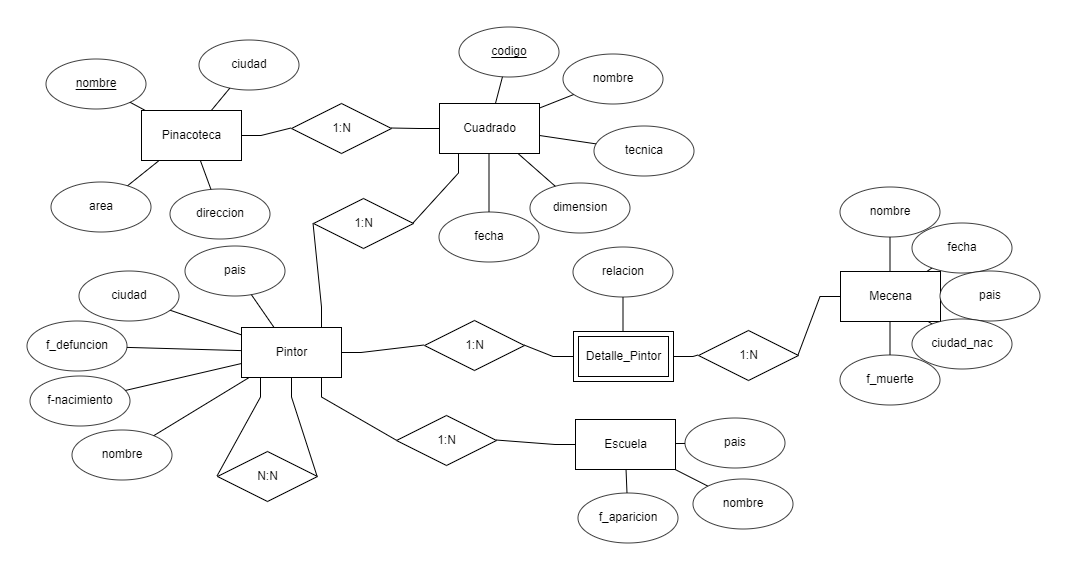 codigo
ciudad
nombre
nombre
Pinacoteca
1:N
Cuadrado
tecnica
area
direccion
dimension
nombre
1:N
fecha
fecha
pais
relacion
ciudad
Mecena
pais
f_defuncion
Pintor
1:N
Detalle_Pintor
1:N
ciudad_nac
f-nacimiento
f_muerte
nombre
1:N
Escuela
pais
N:N
nombre
f_aparicion